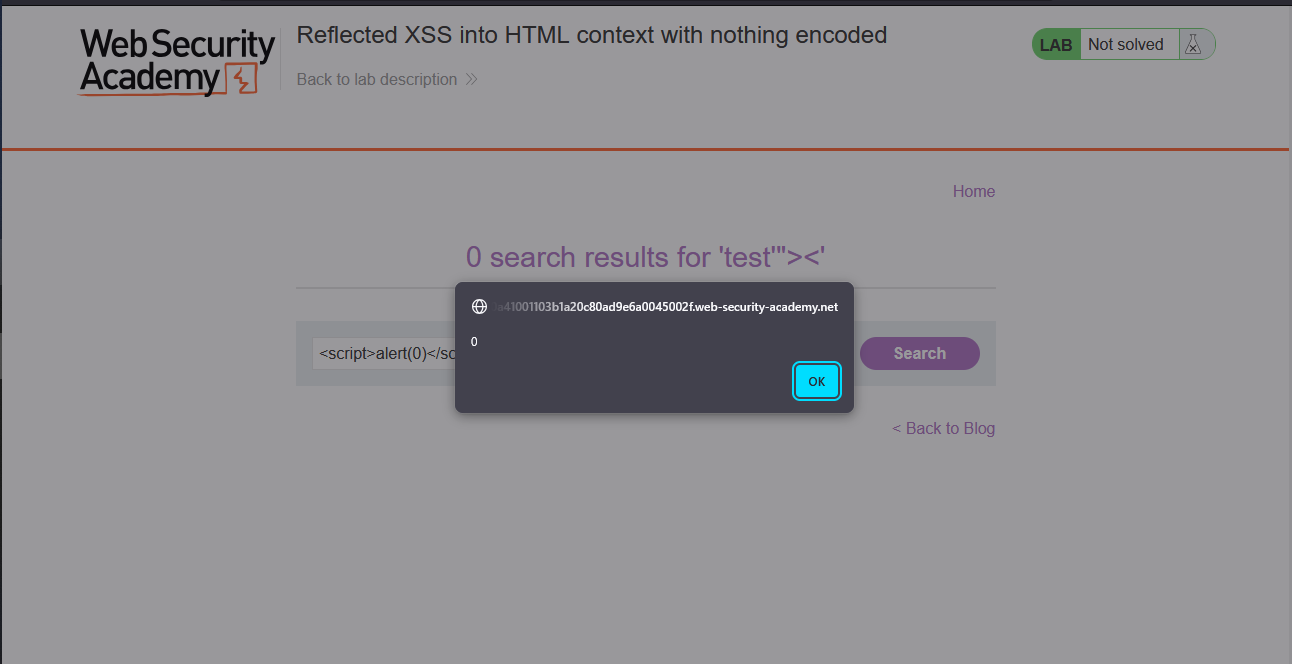 Web Security
Academy
Reflected XSS into HTML context with nothing encoded
Back to lab description
LAB Not solved
Home
0 search results for 'test'"><'
a41001103b1a20c80ad9e6a0045002f.web-security-academy.net
0
<script>alert(0)</sc
Search
OK
< Back to Blog